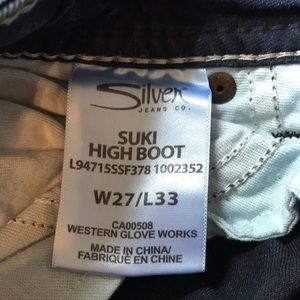 Silver
JEANS CO.
SUKI
HIGH BOOT
L94715SSF378 1002352
W27/L33
CA00508
WESTERN GLOVE WORKS
MADE IN CHINA/
FABRIQUÉ EN CHINE